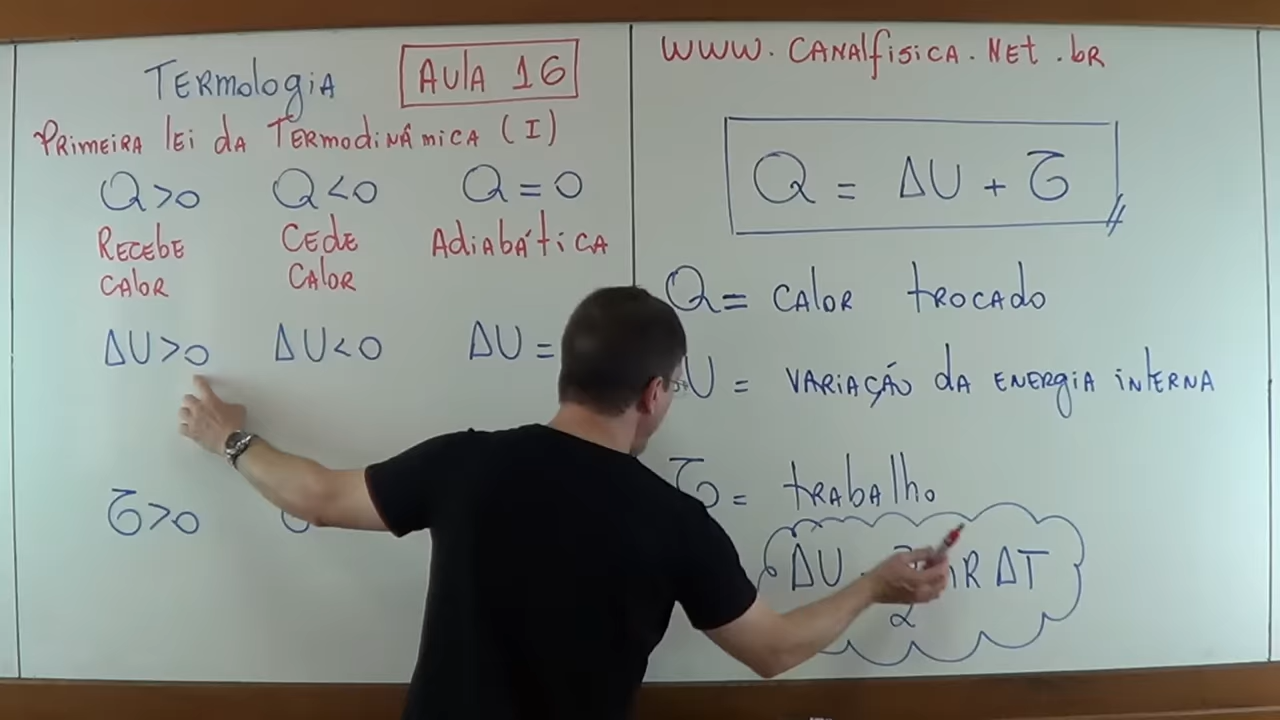 Termologia
Aula 16
Primeira lei da Termodinâmica (I)
Q>0 Q<0 Q=0
Recebe calor
Cede calor
Adiabática
ΔU>0 ΔU<0 ΔU=
τ>0
www.canalfisica.net.br
Q = ΔU + τ
Q = calor trocado
U = variação da energia interna
τ = trabalho
ΔU
2
R ΔT